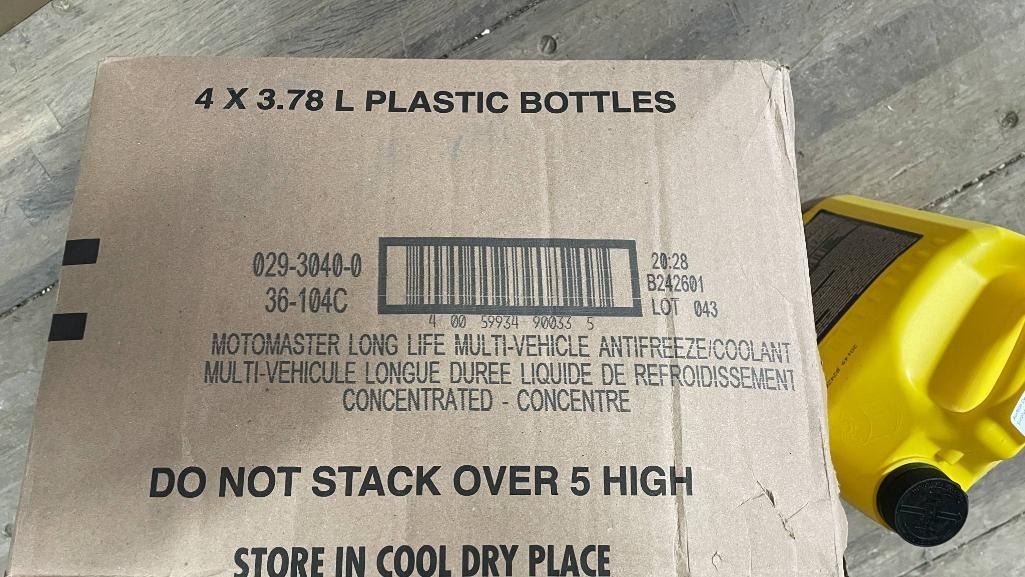 4 X 3.78 L PLASTIC BOTTLES
029-3040-0
36-104C
4 00 59934 90033 5
20:28
B242601
LOT 043
MOTOMASTER LONG LIFE MULTI-VEHICLE ANTIFREEZE/COOLANT
MULTI-VEHICULE LONGUE DUREE LIQUIDE DE REFROIDISSEMENT
CONCENTRATED - CONCENTRE
DO NOT STACK OVER 5 HIGH
STORE IN COOL DRY PLACE